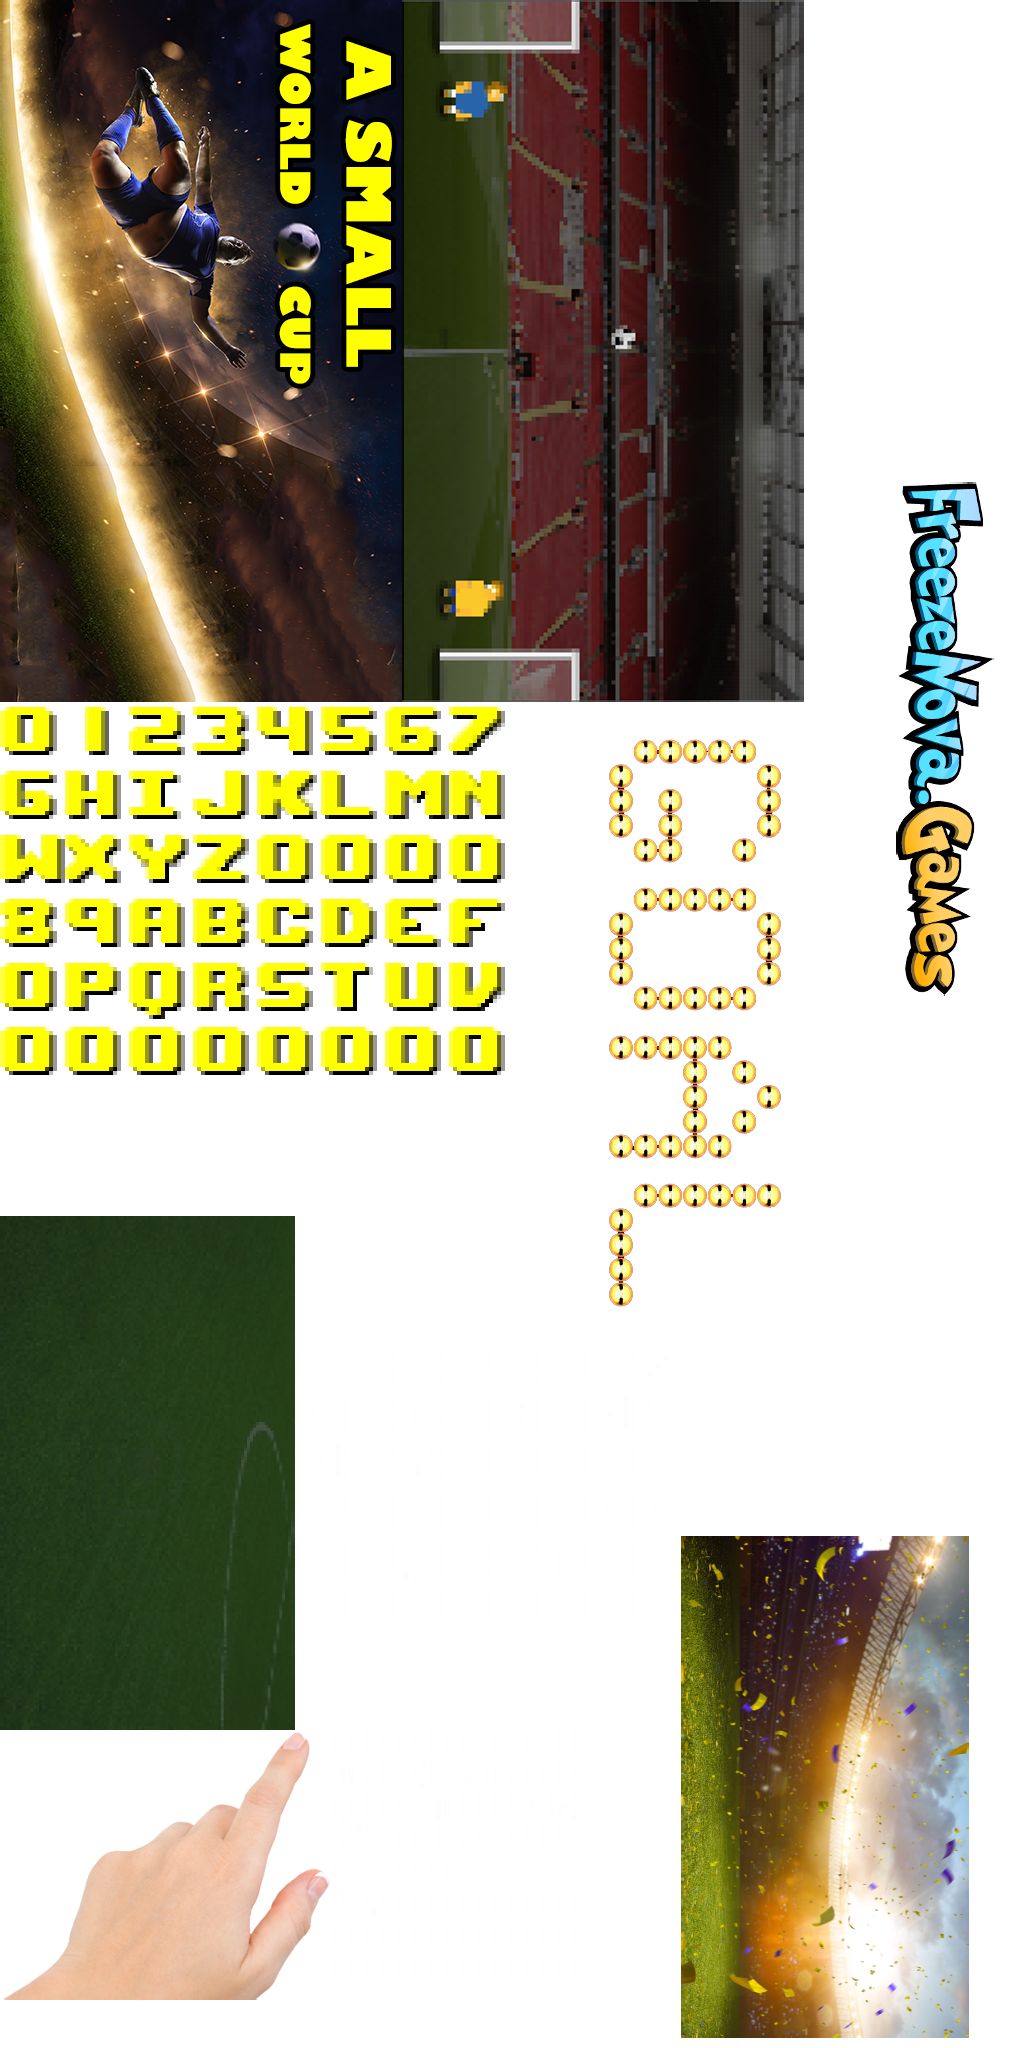 A SMALL
WORLD CUP
FreezeNova.Games
01234567
GHIJKLMN
WXYZ0000
89ABCDEF
OPQRSTUV
00000000
GOAL